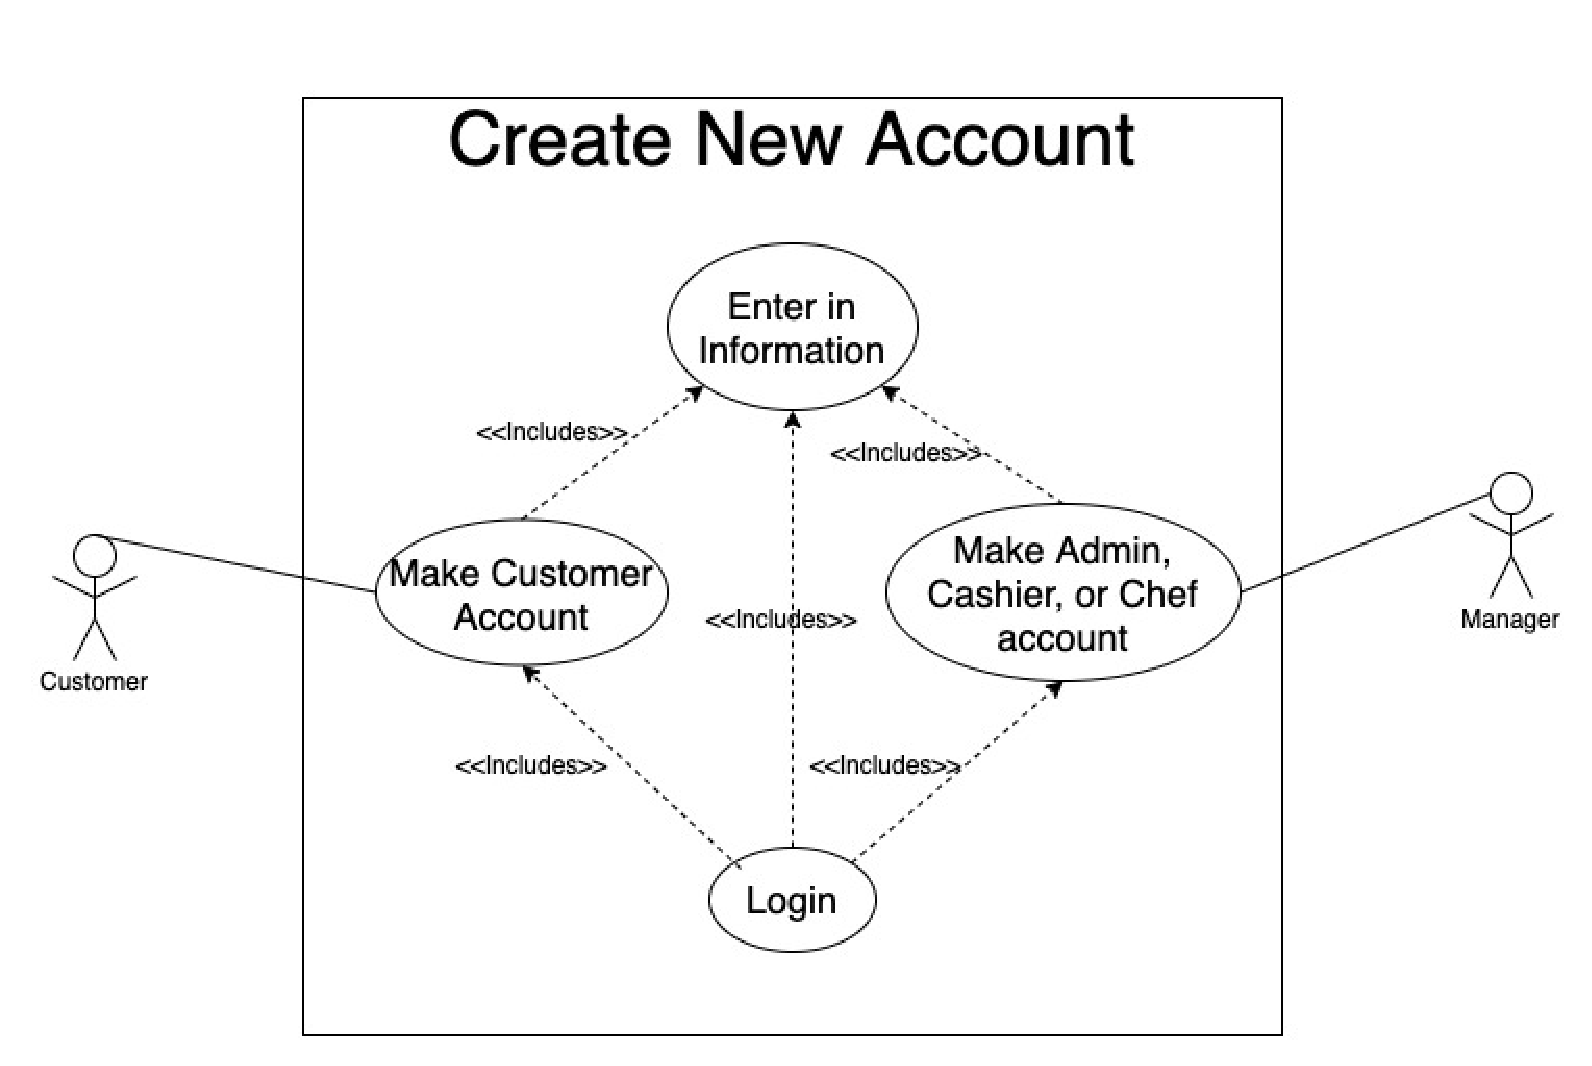 Create New Account
Enter in
Information
<<Includes>>
<<Includes>>
Make Customer
Account
Make Admin,
Cashier, or Chef
account
<<Includes>>
Customer
Manager
<<Includes>>
<<Includes>>
Login